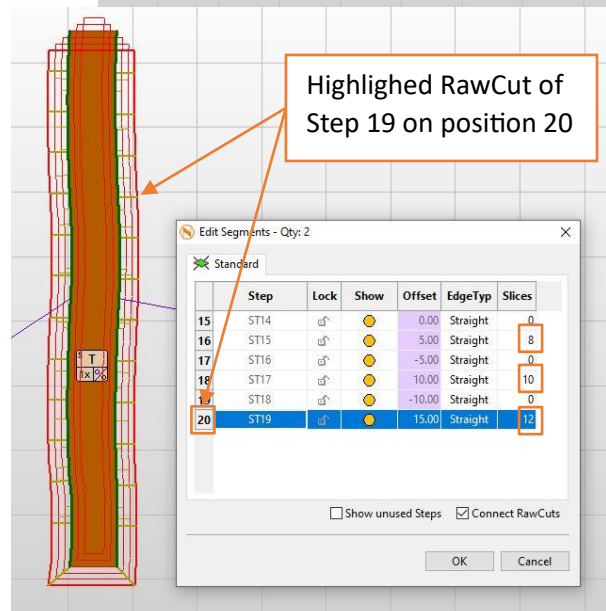 Highlighed RawCut of
Step 19 on position 20
Edit Segments - Qty: 2
Standard
Step Lock Show Offset EdgeTyp Slices
15 ST14 0.00 Straight 0
16 ST15 5.00 Straight 8
17 ST16 -5.00 Straight 0
18 ST17 10.00 Straight 10
19 ST18 -10.00 Straight 0
20 ST19 15.00 Straight 12
Show unused Steps Connect RawCuts
OK Cancel
S T
1x %